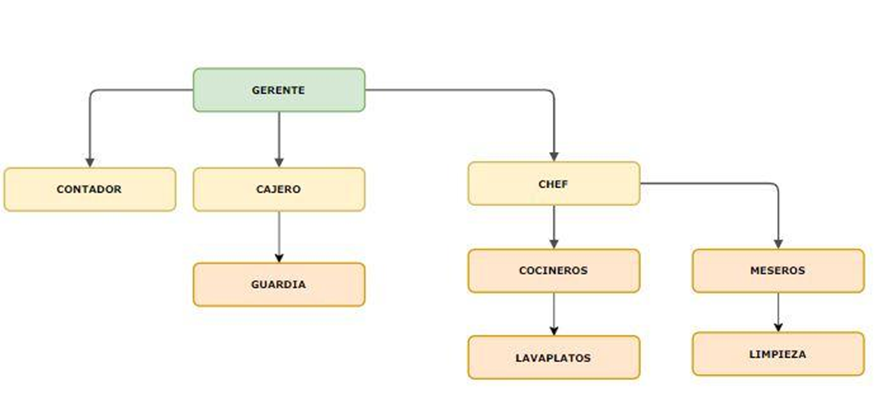 GERENTE
CONTADOR
CAJERO
CHEF
GUARDIA
COCINEROS
MESEROS
LAVAPLATOS
LIMPIEZA